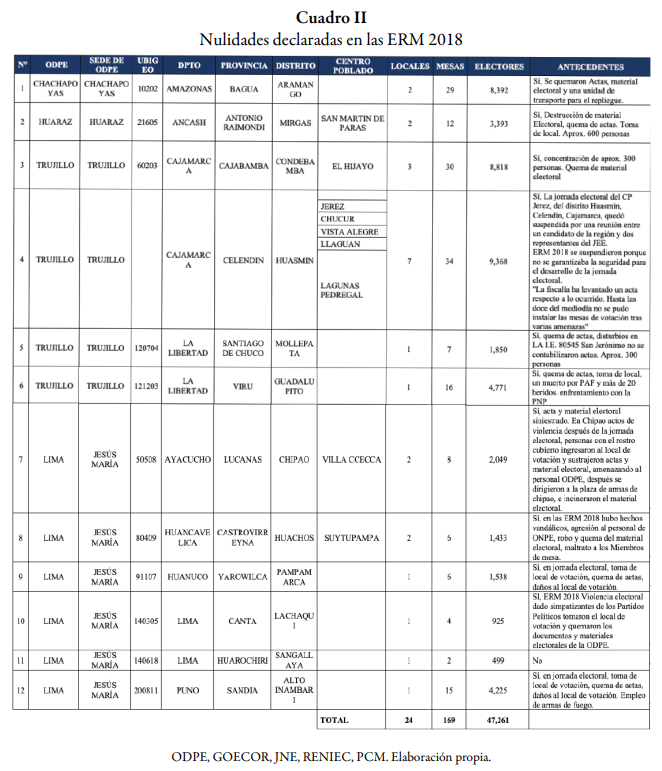 Cuadro II
Nulidades declaradas en las ERM 2018
Nº ODPE SEDE DE ODPE UBIGEO DPTO PROVINCIA DISTRITO CENTRO POBLADO LOCALES MESAS ELECTORES ANTECEDENTES
1 CHACHAPOYAS CHACHAPOYAS 10202 AMAZONAS BAGUA ARAMANGO 2 29 8,392 Sí, Se quemaron Actas, material electoral y una unidad de transporte para el repliegue.
2 HUARAZ HUARAZ 21605 ANCASH ANTONIO RAIMONDI MIRGAS SAN MARTIN DE PARAS 2 12 3,393 Sí, Destrucción de material Electoral, quema de actas. Toma de local. Aprox. 600 personas
3 TRUJILLO TRUJILLO 60203 CAJAMARCA CAJABAMBA CONDEBAMBA EL HIJAYO 3 30 8,818 Sí, concentración de aprox. 300 personas. Quema de material electoral
4 TRUJILLO TRUJILLO CAJAMARCA CELENDIN HUASMIN JEREZ CHUCUR VISTA ALEGRE LLAGUAN LAGUNAS PEDREGAL 7 34 9,368 Sí, La jornada electoral del CP Jerez, del distrito Huasmin, Celendín, Cajamarca, quedó suspendida por una reunión entre un candidato de la región y dos representantes del JEE. ERM 2018 se suspendieron porque no se garantizaba la seguridad para el desarrollo de la jornada electoral. "La fiscalía ha levantado un acta respecto a lo ocurrido. Hasta las doce del mediodía no se pudo instalar las mesas de votación tras varias amenazas"
5 TRUJILLO TRUJILLO 120704 LA LIBERTAD SANTIAGO DE CHUCO MOLLEPATA 1 7 1,850 Sí, quema de actas, disturbios en LA I.E. 80545 San Jerónimo no se contabilizaron actas. Aprox. 300 personas
6 TRUJILLO TRUJILLO 121203 LA LIBERTAD VIRU GUADALUPITO 1 16 4,771 Sí, quema de actas, toma de local, un muerto por PAF y más de 20 heridos. enfrentamiento con la PNP
7 LIMA JESÚS MARÍA 50508 AYACUCHO LUCANAS CHIPAO VILLA CCECCA 2 8 2,049 Sí, acta y material electoral siniestrado. En Chipao actos de violencia después de la jornada electoral, personas con el rostro cubierto ingresaron al local de votación y sustrajeron actas y material electoral, amenazando al personal ODPE, después se dirigieron a la plaza de armas de chipao, e incineraron el material electoral.
8 LIMA JESÚS MARÍA 80409 HUANCAVELICA CASTROVIRREYNA HUACHOS SUYTUPAMPA 2 6 1,433 Sí, en las ERM 2018 hubo hechos vandálicos, agresión al personal de ONPE, robo y quema del material electoral, maltrato a los Miembros de mesa.
9 LIMA JESÚS MARÍA 91107 HUANUCO YAROWILCA PAMPAMARCA 1 6 1,538 Sí, en jornada electoral, toma de local de votación, quema de actas, daños al local de votación.
10 LIMA JESÚS MARÍA 140305 LIMA CANTA LACHAQUI 1 4 925 Sí, ERM 2018 Violencia electoral dado simpatizantes de los Partidos Políticos tomaron el local de votación y quemaron los documentos y materiales electorales de la ODPE.
11 LIMA JESÚS MARÍA 140618 LIMA HUAROCHIRI SANGALLAYA 1 2 499 No
12 LIMA JESÚS MARÍA 200811 PUNO SANDIA ALTO INAMBARI 1 15 4,225 Sí, en jornada electoral, toma de local de votación, quema de actas, daños al local de votación. Empleo de armas de fuego.
TOTAL 24 169 47,261
ODPE, GOECOR, JNE, RENIEC, PCM. Elaboración propia.